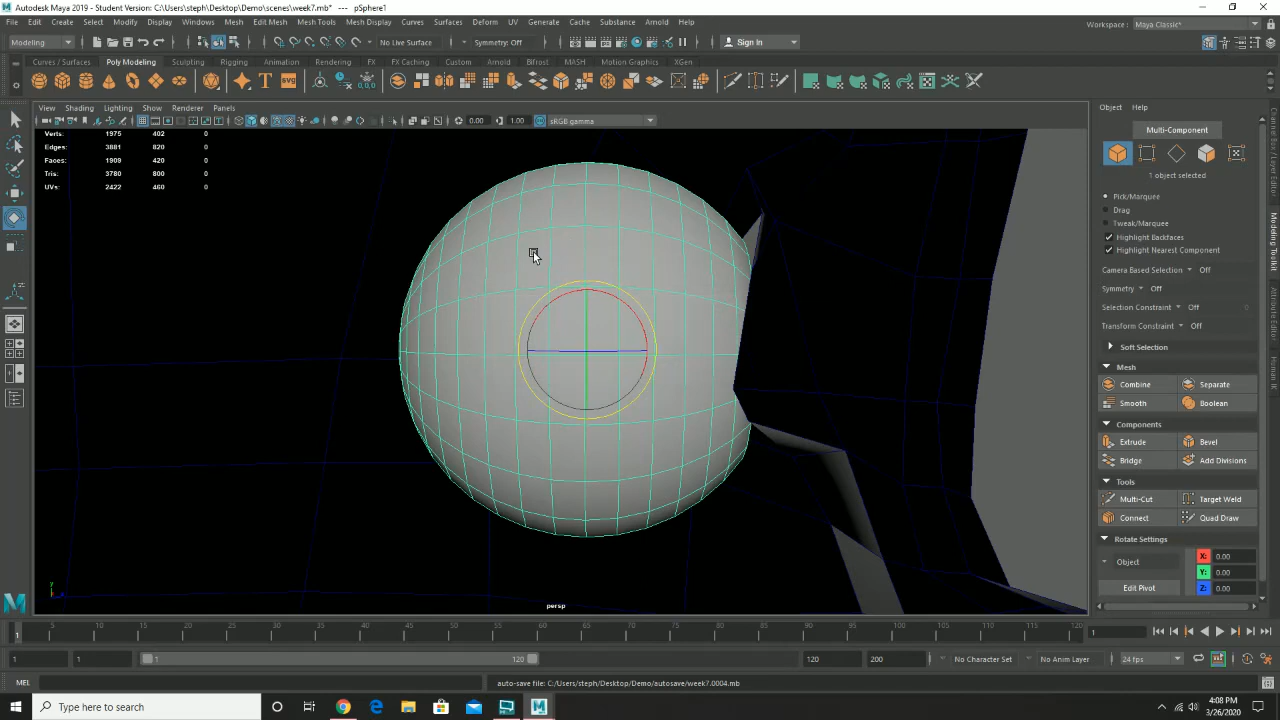 Autodesk Maya 2019 - Student Version: C:\Users\steph\Desktop\Demo\scenes\week7.mb* --- pSphere1
File Edit Create Select Modify Display Windows Mesh Edit Mesh Mesh Tools Mesh Display Curves Surfaces Deform UV Generate Cache Substance Arnold Help
Workspace : Maya Classic*
Modeling No Live Surface Symmetry: Off Sign In
Curves / Surfaces Poly Modeling Sculpting Rigging Animation Rendering FX FX Caching Custom Arnold Bifrost MASH Motion Graphics XGen
View Shading Lighting Show Renderer Panels
0.00 1.00 sRGB gamma
Verts: 1975 402 0
Edges: 3881 820 0
Faces: 1909 420 0
Tris: 3780 800 0
UVs: 2422 460 0
persp
Object Help
Multi-Component
1 object selected
Pick/Marquee
Drag
Tweak/Marquee
Highlight Backfaces
Highlight Nearest Component
Camera Based Selection Off
Symmetry Off
Selection Constraint Off
Transform Constraint Off
Soft Selection
Mesh
Combine Separate
Smooth Boolean
Components
Extrude Bevel
Bridge Add Divisions
Tools
Multi-Cut Target Weld
Connect Quad Draw
Rotate Settings
Object X: 0.00
Y: 0.00
Edit Pivot Z: 0.00
Channel Box / Layer Editor
Modeling Toolkit
Attribute Editor
Human IK
5 10 15 20 25 30 35 40 45 50 55 60 65 70 75 80 85 90 95 100 105 110 115 120
1 1
1 1 1 120 120 200 No Character Set No Anim Layer 24 fps
MEL auto-save file: C:/Users/steph/Desktop/Demo/autosave/week7.0004.mb
Type here to search
4:08 PM
3/26/2020